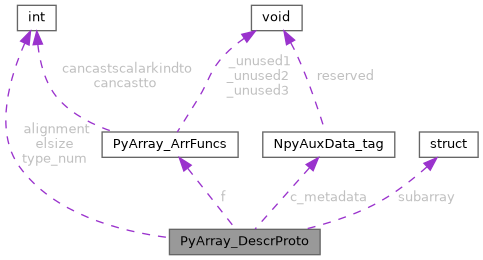 int
void
_unused1
_unused2
_unused3
cancastscalarkindto
cancastto
reserved
alignment
elsize
type_num
PyArray_ArrFuncs
NpyAuxData_tag
struct
f
c_metadata
subarray
PyArray_DescrProto